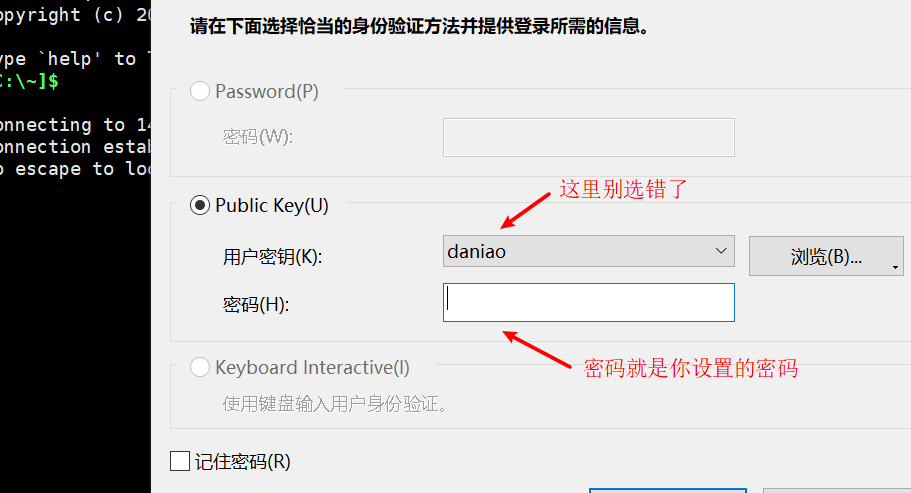 opyright (c) 20
请在下面选择恰当的身份验证方法并提供登录所需的信息。
ype `help' to
C:\~]$
Password(P)
密码(W):
onnecting to 14
onnection estab
o escape to loc
这里别选错了
Public Key(U)
用户密钥(K):
daniao
浏览(B)...
密码(H):
密码就是你设置的密码
Keyboard Interactive(I)
使用键盘输入用户身份验证。
记住密码(R)